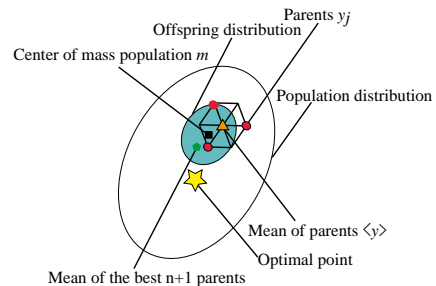 Parents yj
Offspring distribution
Center of mass population m
Population distribution
Mean of parents <y>
Optimal point
Mean of the best n+1 parents